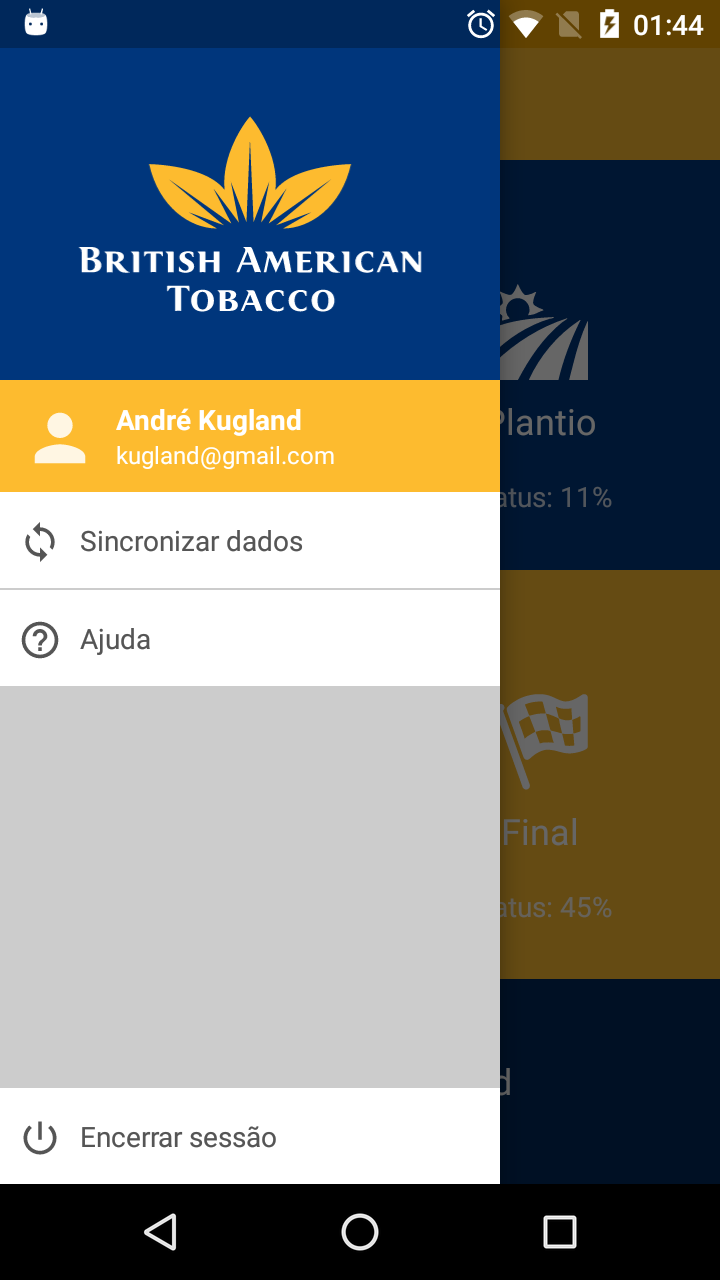 01:44
BRITISH AMERICAN
TOBACCO
André Kugland
kugland@gmail.com
Sincronizar dados
Ajuda
Encerrar sessão
Plantio
atus: 11%
Final
atus: 45%
d